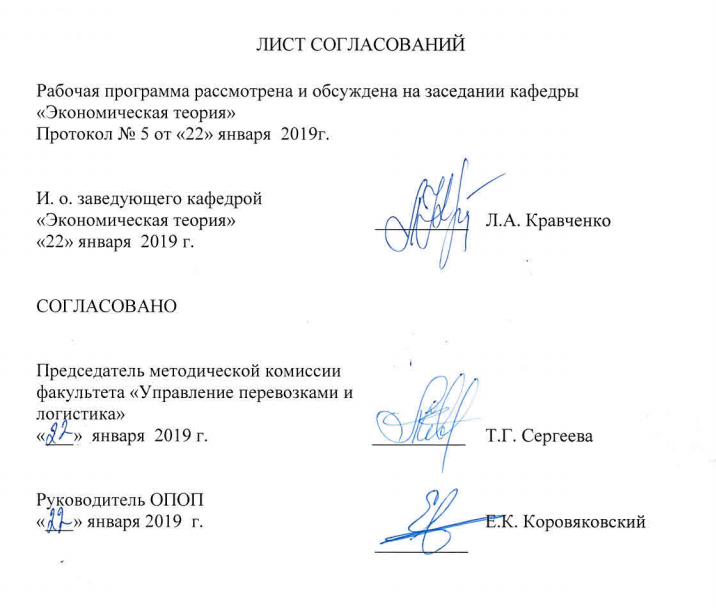 ЛИСТ СОГЛАСОВАНИЙ
Рабочая программа рассмотрена и обсуждена на заседании кафедры
«Экономическая теория»
Протокол № 5 от «22» января 2019г.
И. о. заведующего кафедрой
«Экономическая теория» Л.А. Кравченко
«22» января 2019 г.
СОГЛАСОВАНО
Председатель методической комиссии
факультета «Управление перевозками и
логистика»
«22» января 2019 г. Т.Г. Сергеева
Руководитель ОПОП
«22» января 2019 г. Е.К. Коровяковский